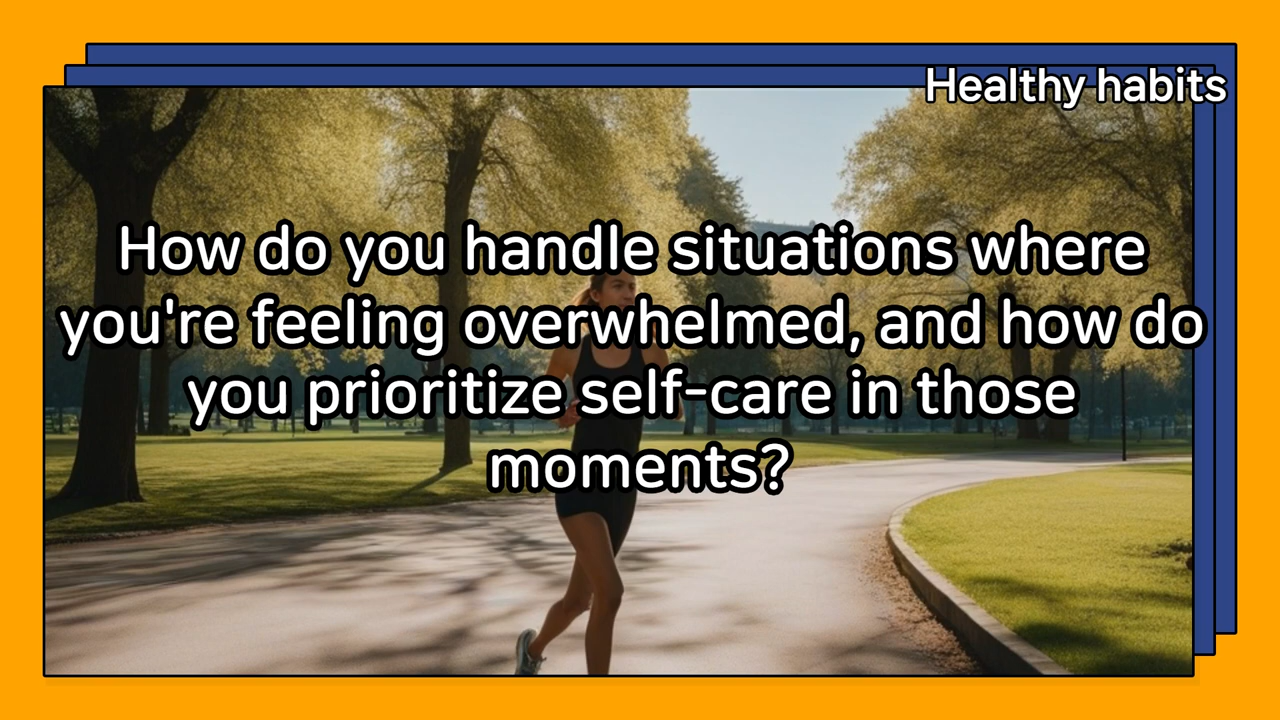 Healthy habits
How do you handle situations where
you're feeling overwhelmed, and how do
you prioritize self-care in those
moments?